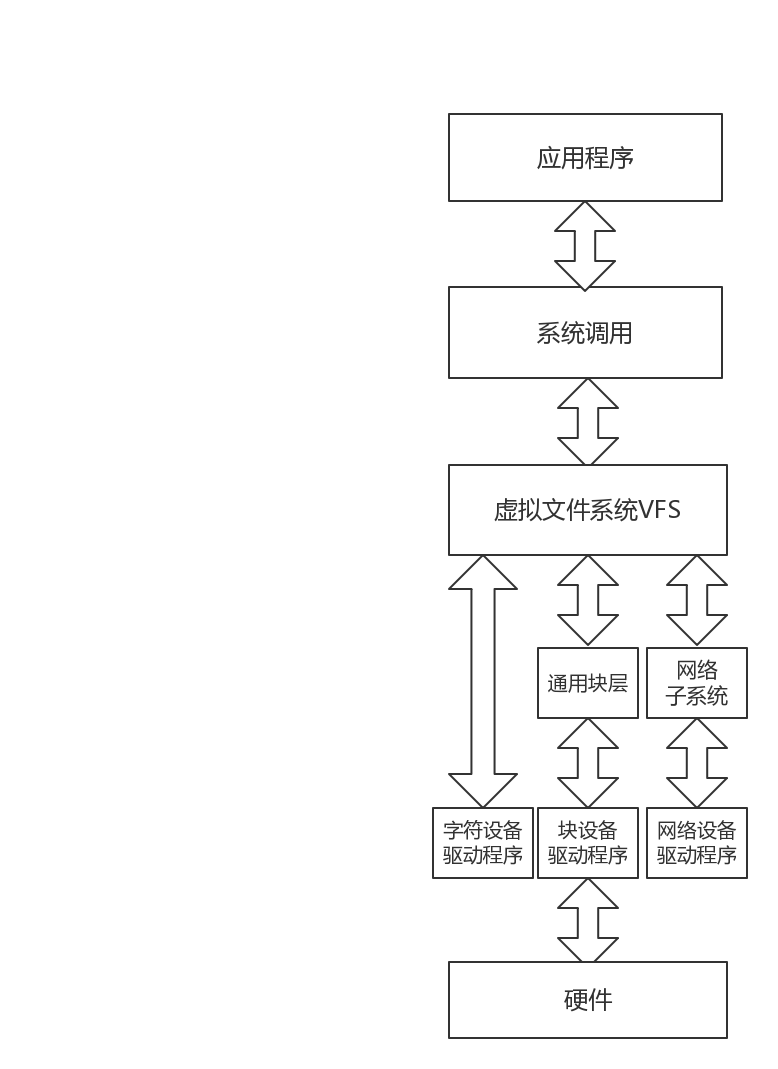 应用程序
系统调用
虚拟文件系统VFS
通用块层
网络
子系统
字符设备
驱动程序
块设备
驱动程序
网络设备
驱动程序
硬件